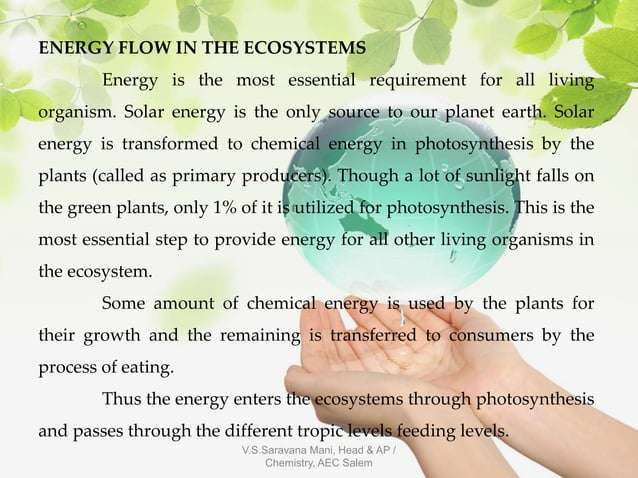 ENERGY FLOW IN THE ECOSYSTEMS
Energy is the most essential requirement for all living
organism. Solar energy is the only source to our planet earth. Solar
energy is transformed to chemical energy in photosynthesis by the
plants (called as primary producers). Though a lot of sunlight falls on
the green plants, only 1% of it is utilized for photosynthesis. This is the
most essential step to provide energy for all other living organisms in
the ecosystem.
Some amount of chemical energy is used by the plants for
their growth and the remaining is transferred to consumers by the
process of eating.
Thus the energy enters the ecosystems through photosynthesis
and passes through the different tropic levels feeding levels.
V.S.Saravana Mani, Head & AP /
Chemistry, AEC Salem